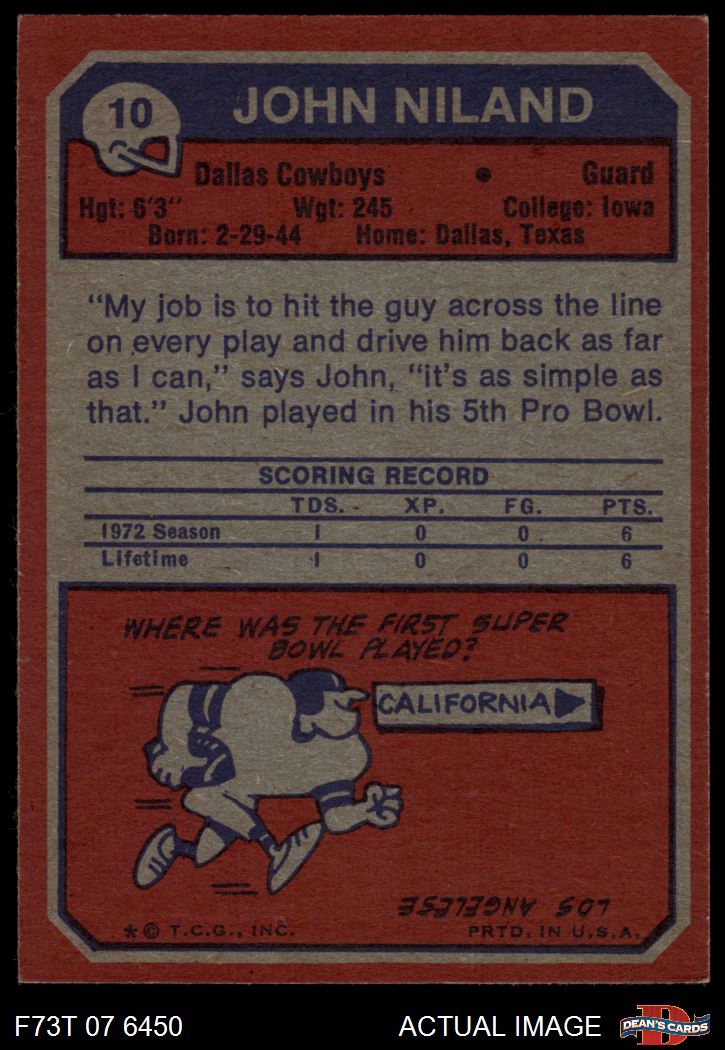 10
JOHN NILAND
Dallas Cowboys • Guard
Hgt: 6'3" Wgt: 245 College: Iowa
Born: 2-29-44 Home: Dallas, Texas
"My job is to hit the guy across the line
on every play and drive him back as far
as I can," says John, "it's as simple as
that." John played in his 5th Pro Bowl.
SCORING RECORD
TDS. XP. FG. PTS.
1972 Season 1 0 0 6
Lifetime 1 0 0 6
WHERE WAS THE FIRST SUPER
BOWL PLAYED?
CALIFORNIA
LOS ANGELESE
* © T.C.G., INC. PRTD. IN U.S.A.
F73T 07 6450 ACTUAL IMAGE
D
DEAN'S CARDS